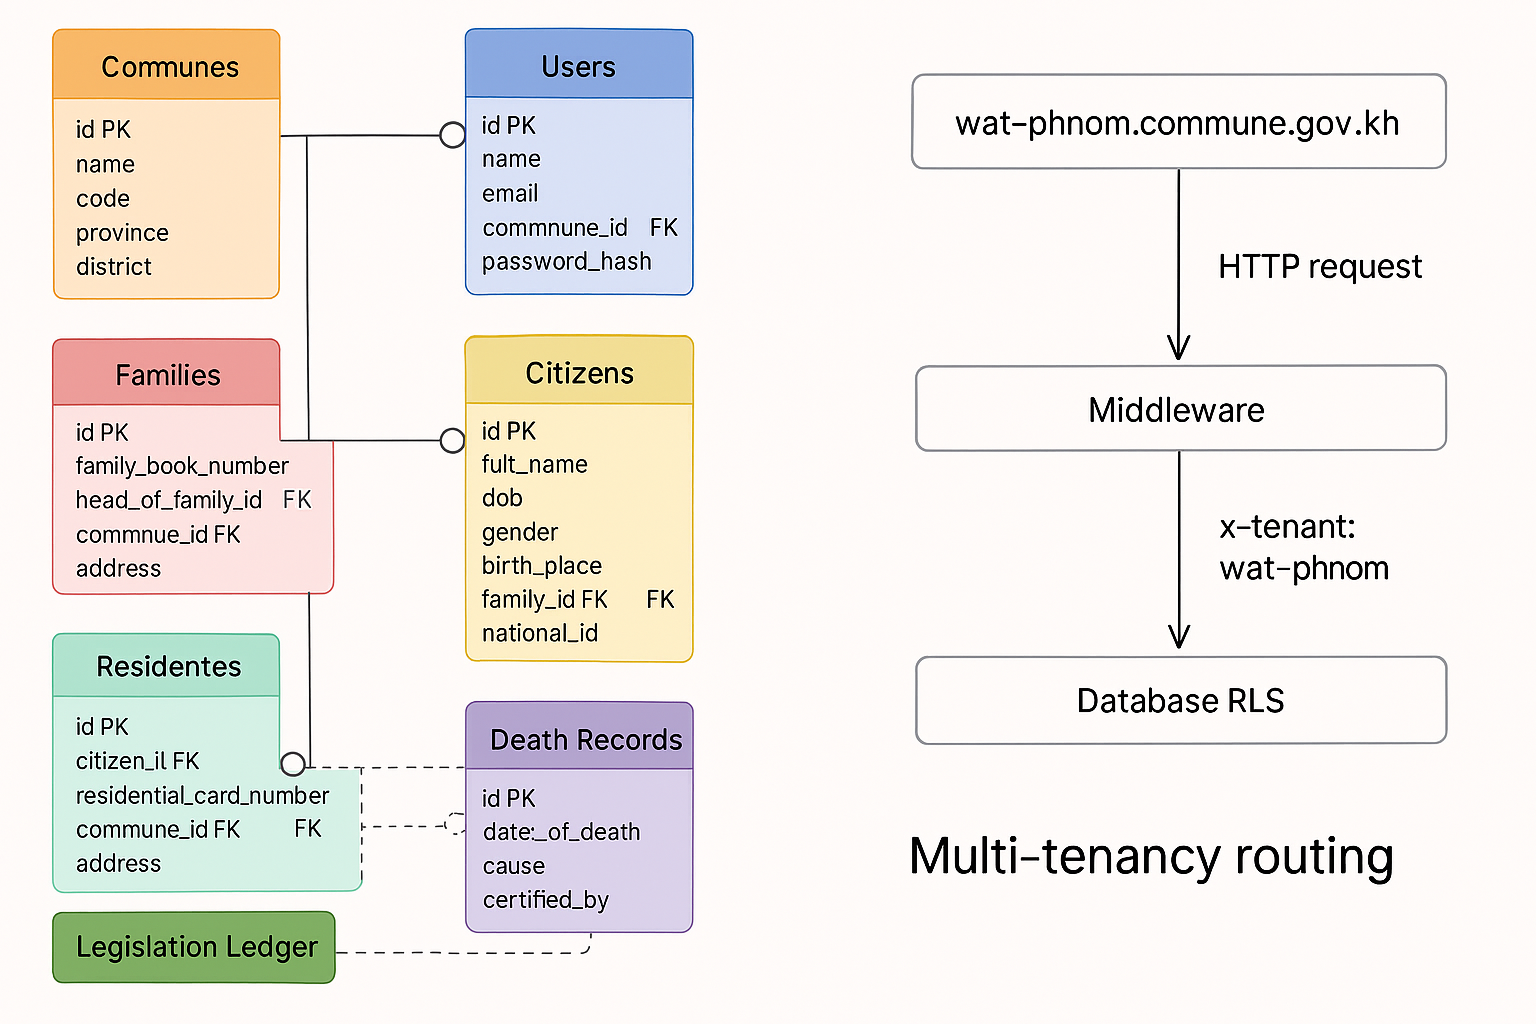 Communes
id PK
name
code
province
district
Users
id PK
name
email
commnune_id FK
password_hash
Families
id PK
family_book_number
head_of_family_id FK
commnue_id FK
address
Citizens
id PK
fult_name
dob
gender
birth_place
family_id FK FK
national_id
Residentes
id PK
citizen_il FK
residential_card_number
commune_id FK FK
address
Death Records
id PK
date:_of_death
cause
certified_by
Legislation Ledger
wat-phnom.commune.gov.kh
HTTP request
Middleware
x-tenant:
wat-phnom
Database RLS
Multi-tenancy routing